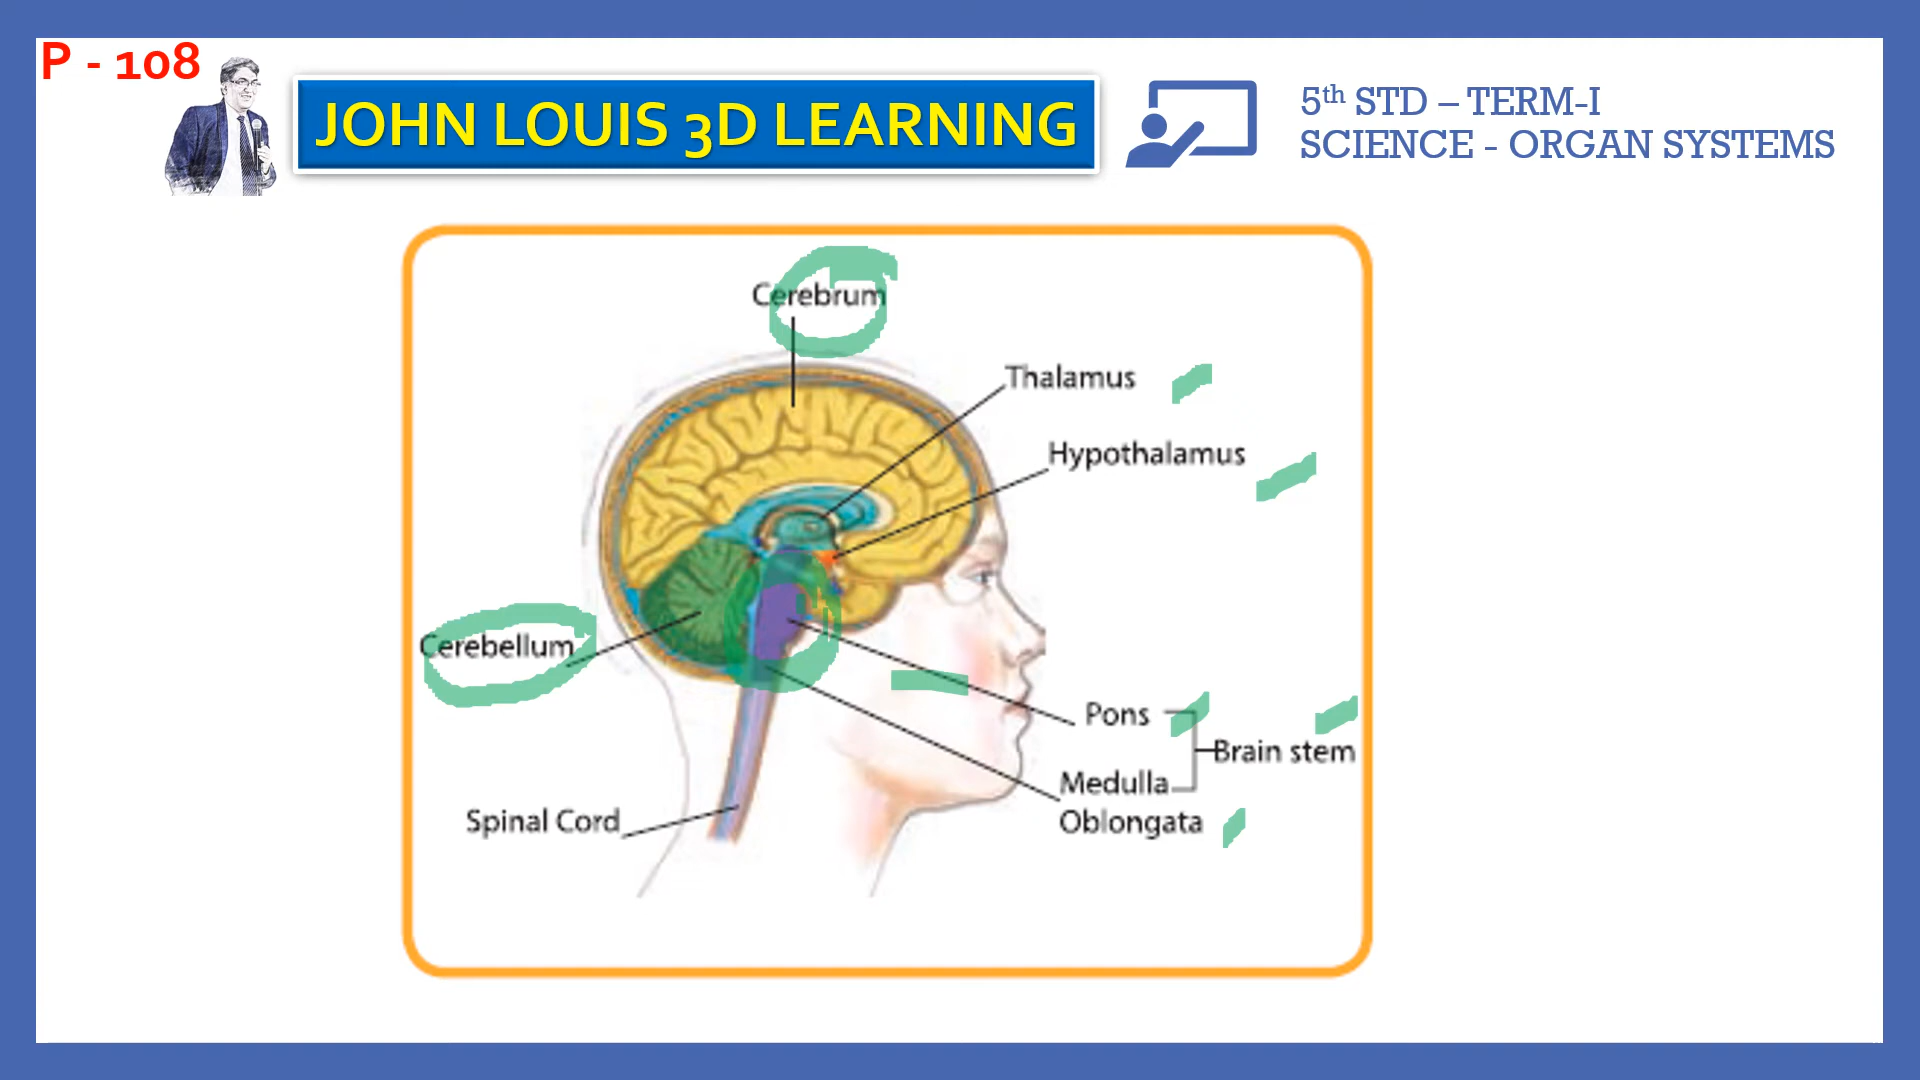 P - 108
JOHN LOUIS 3D LEARNING
5th STD – TERM-I
SCIENCE - ORGAN SYSTEMS
Cerebrum
Thalamus
Hypothalamus
Cerebellum
Pons
Brain stem
Medulla
Oblongata
Spinal Cord